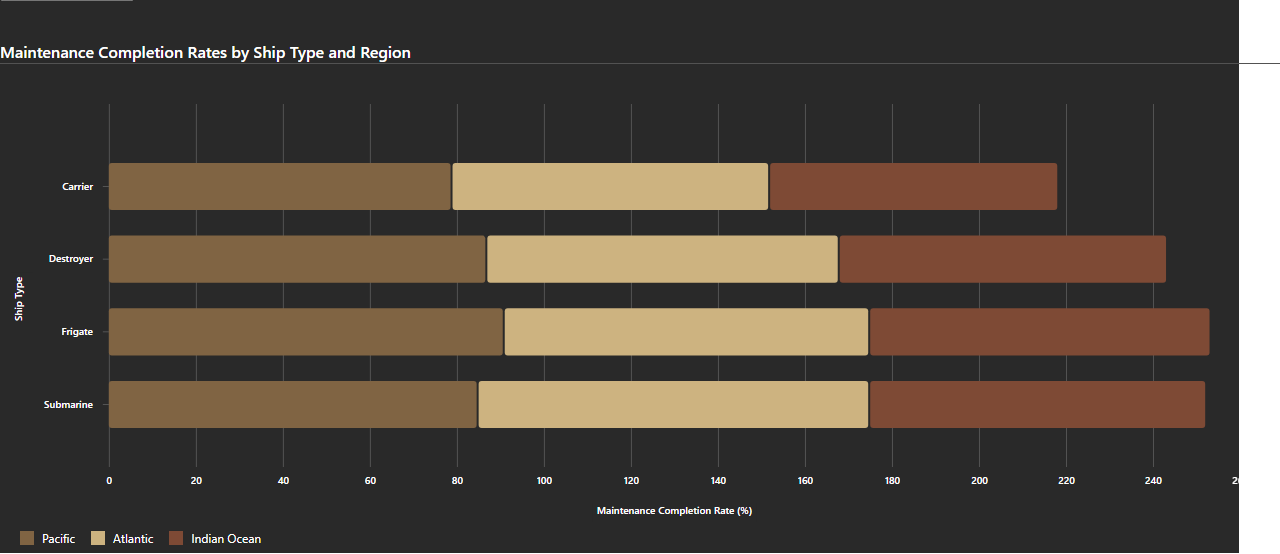 Maintenance Completion Rates by Ship Type and Region
Carrier
Destroyer
Frigate
Submarine
Ship Type
0 20 40 60 80 100 120 140 160 180 200 220 240
Maintenance Completion Rate (%)
Pacific Atlantic Indian Ocean